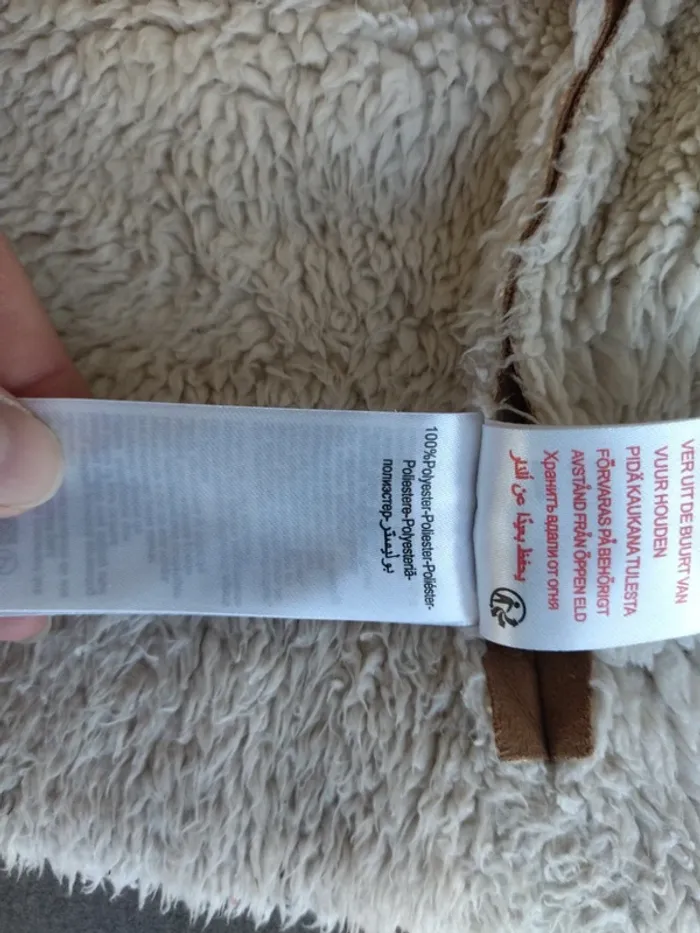 100%Polyester-Poliester-Poliéster-
Poliestere-Polyesteriä-
полиэстер-بوليستر
VER UIT DE BUURT VAN
VUUR HOUDEN
PIDÄ KAUKANA TULESTA
FÖRVARAS PÅ BEHÖRIGT
AVSTÅND FRÅN ÖPPEN ELD
Хранить вдали от огня
يحفظ بعيدًا عن النار